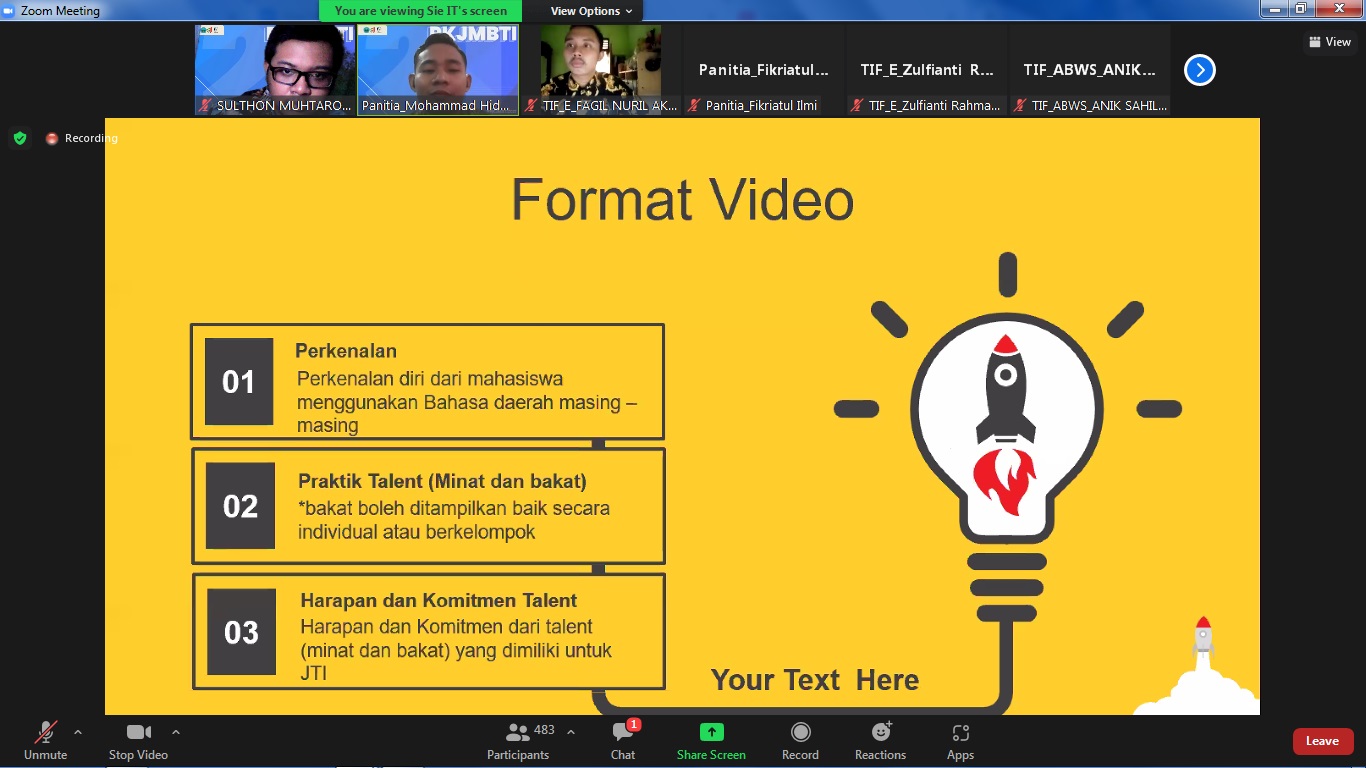 Zoom Meeting
You are viewing Sie IT's screen
View Options
View
PKJMBTI
PKJMBTI
Panitia_Fikriatul...
TIF_E_Zulfianti R...
TIF_ABWS_ANIK...
SULTHON MUHTARO...
Panitia_Mohammad Hid...
TIF_E_FAGIL NURIL AK...
Panitia_Fikriatul Ilmi
TIF_E_Zulfianti Rahma...
TIF_ABWS_ANIK SAHIL...
Recording
Format Video
01
Perkenalan
Perkenalan diri dari mahasiswa
menggunakan Bahasa daerah masing –
masing
02
Praktik Talent (Minat dan bakat)
*bakat boleh ditampilkan baik secara
individual atau berkelompok
03
Harapan dan Komitmen Talent
Harapan dan Komitmen dari talent
(minat dan bakat) yang dimiliki untuk
JTI
Your Text Here
Unmute
Stop Video
483
Participants
1
Chat
Share Screen
Record
Reactions
Apps
Leave